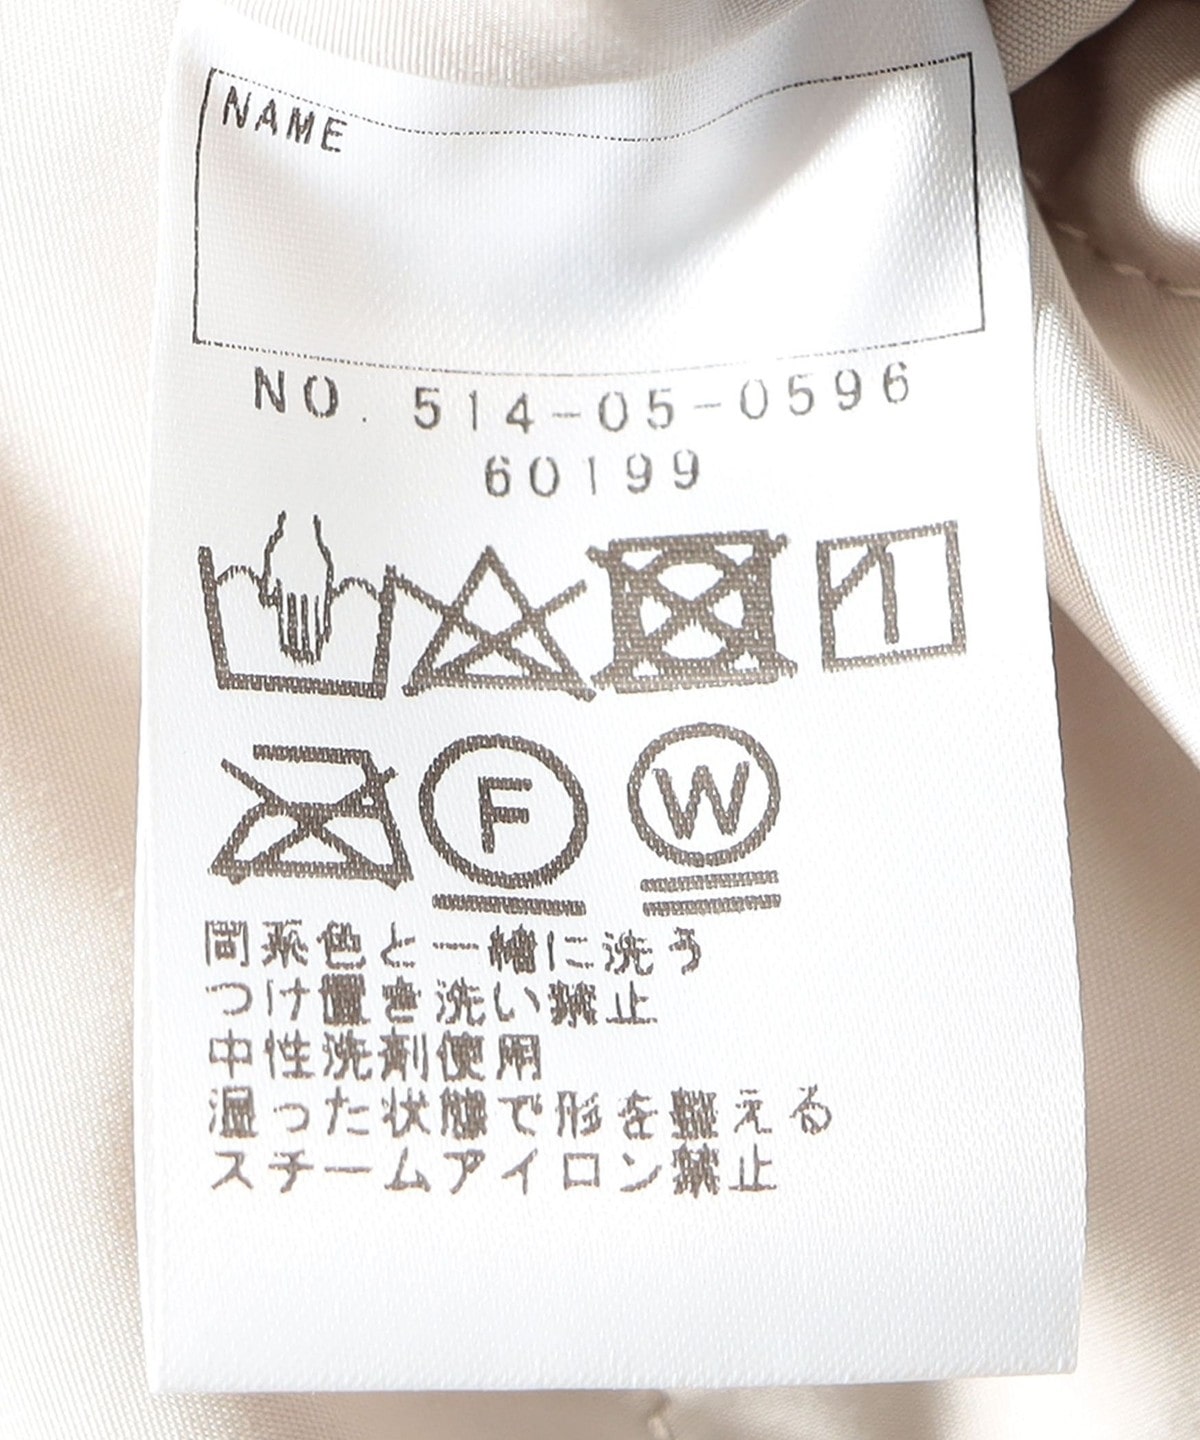 NAME
NO. 514-05-0596
60199
F
W
同系色と一緒に洗う
つけ置き洗い禁止
中性洗剤使用
湿った状態で形を整える
スチームアイロン禁止